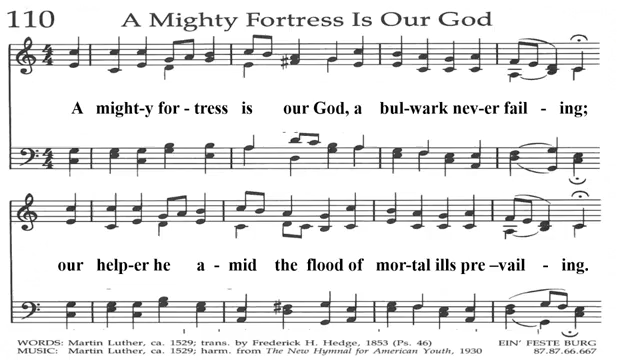 110 A Mighty Fortress Is Our God
A might-y for - tress is our God, a bul-wark nev-er fail - ing;
our help-er he a - mid the flood of mor-tal ills pre –vail - ing.
WORDS: Martin Luther, ca. 1529; trans. by Frederick H. Hedge, 1853 (Ps. 46) EIN' FESTE BURG
MUSIC: Martin Luther, ca. 1529; harm. from The New Hymnal for American Youth, 1930 87.87.66.667